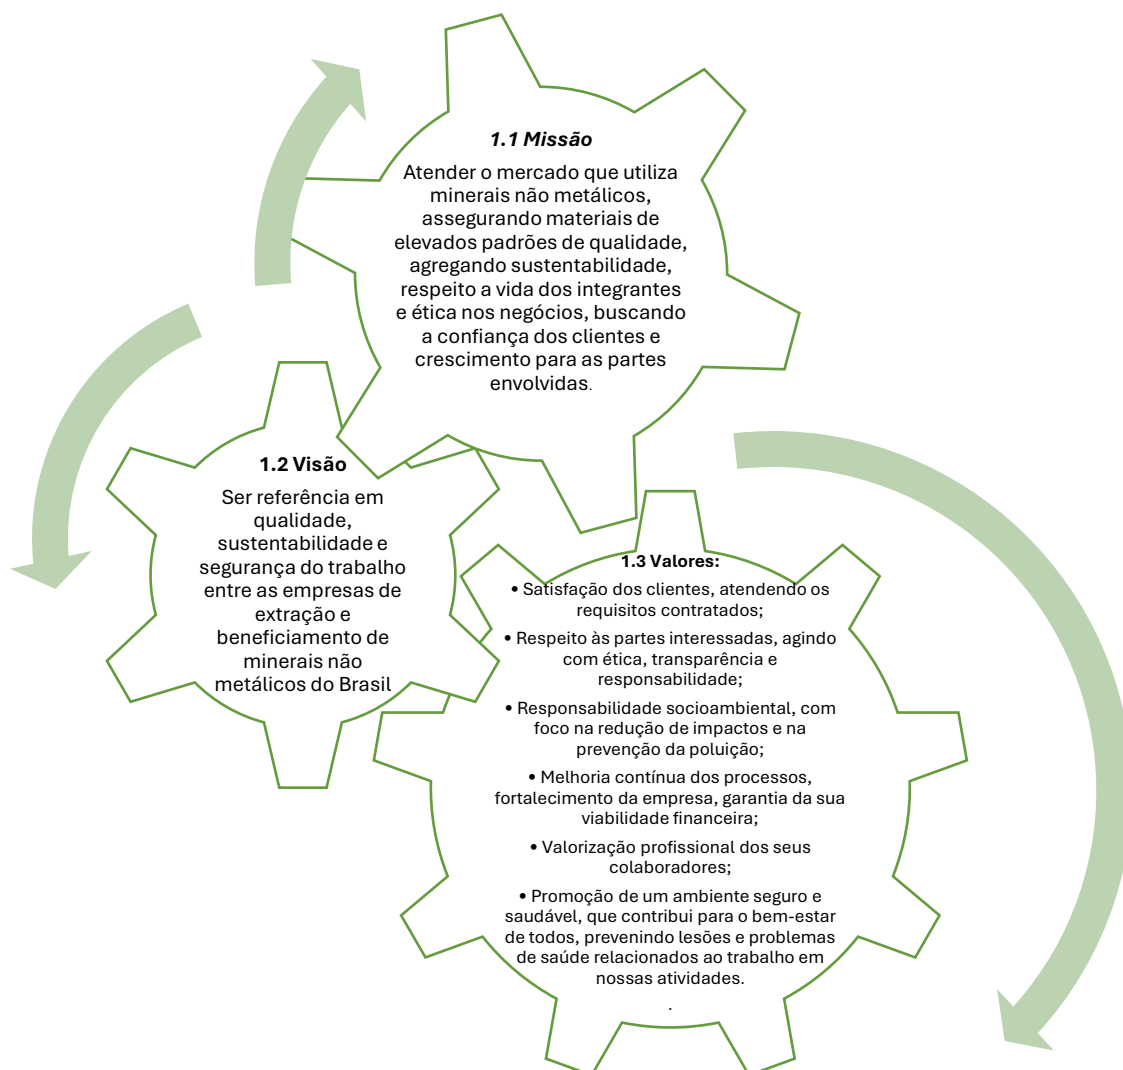 1.1 Missão
Atender o mercado que utiliza
minerais não metálicos,
assegurando materiais de
elevados padrões de qualidade,
agregando sustentabilidade,
respeito a vida dos integrantes
e ética nos negócios, buscando
a confiança dos clientes e
crescimento para as partes
envolvidas.
1.2 Visão
Ser referência em
qualidade,
sustentabilidade e
segurança do trabalho
entre as empresas de
extração e
beneficiamento de
minerais não
metálicos do Brasil
1.3 Valores:
• Satisfação dos clientes, atendendo os
requisitos contratados;
• Respeito às partes interessadas, agindo
com ética, transparência e
responsabilidade;
• Responsabilidade socioambiental, com
foco na redução de impactos e na
prevenção da poluição;
• Melhoria contínua dos processos,
fortalecimento da empresa, garantia da sua
viabilidade financeira;
• Valorização profissional dos seus
colaboradores;
• Promoção de um ambiente seguro e
saudável, que contribui para o bem-estar
de todos, prevenindo lesões e problemas
de saúde relacionados ao trabalho em
nossas atividades.
.